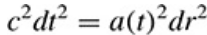 c²dt² = a(t)²dr²